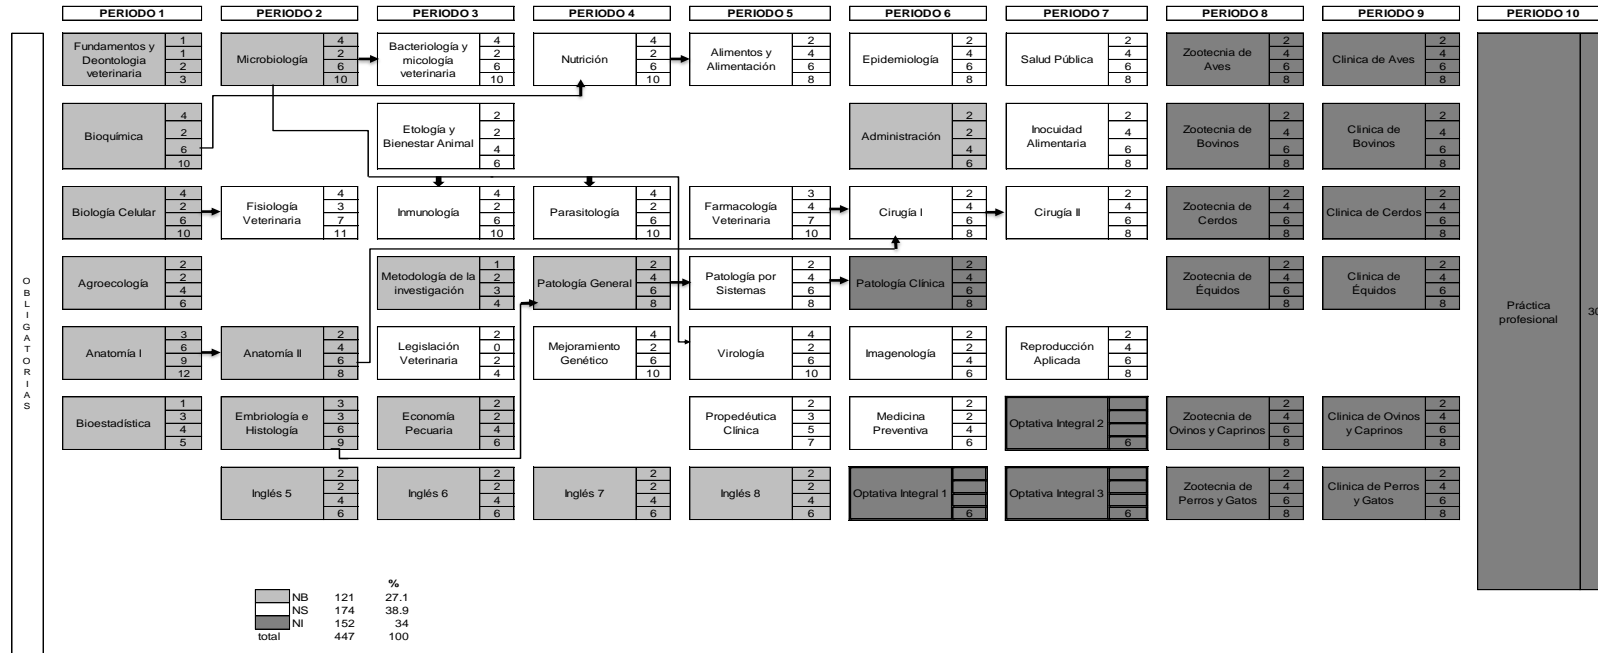 PERIODO 1
PERIODO 2
PERIODO 3
PERIODO 4
PERIODO 5
PERIODO 6
PERIODO 7
PERIODO 8
PERIODO 9
PERIODO 10
OBLIGATORIAS
Fundamentos y
Deontologia
veterinaria
1
1
2
3
Microbiología
4
2
6
10
Bacteriología y
micología
veterinaria
4
2
6
10
Nutrición
4
2
6
10
Alimentos y
Alimentación
2
4
6
8
Epidemiología
2
4
6
8
Salud Pública
2
4
6
8
Zootecnia de
Aves
2
4
6
8
Clinica de Aves
2
4
6
8
Bioquímica
4
2
6
10
Etología y
Bienestar Animal
2
2
4
6
Administración
2
2
4
6
Inocuidad
Alimentaria
2
4
6
8
Zootecnia de
Bovinos
2
4
6
8
Clinica de
Bovinos
2
4
6
8
Biología Celular
4
2
6
10
Fisiología
Veterinaria
4
3
7
11
Inmunología
4
2
6
10
Parasitología
4
2
6
10
Farmacología
Veterinaria
3
4
7
10
Cirugía I
2
4
6
8
Cirugía II
2
4
6
8
Zootecnia de
Cerdos
2
4
6
8
Clinica de Cerdos
2
4
6
8
Agroecología
2
2
4
6
Metodología de la
investigación
1
2
3
4
Patología General
2
4
6
8
Patología por
Sistemas
2
4
6
8
Patología Clínica
2
4
6
8
Zootecnia de
Équidos
2
4
6
8
Clinica de
Équidos
2
4
6
8
Práctica
profesional
30
Anatomía I
3
6
9
12
Anatomía II
2
4
6
8
Legislación
Veterinaria
2
0
2
4
Mejoramiento
Genético
4
2
6
10
Virología
4
2
6
10
Imagenología
2
2
4
6
Reproducción
Aplicada
2
4
6
8
Bioestadística
1
3
4
5
Embriología e
Histología
3
3
6
9
Economía
Pecuaria
2
2
4
6
Propedéutica
Clínica
2
3
5
7
Medicina
Preventiva
2
2
4
6
Optativa Integral 2
6
Zootecnia de
Ovinos y Caprinos
2
4
6
8
Clinica de Ovinos
y Caprinos
2
4
6
8
Inglés 5
2
2
4
6
Inglés 6
2
2
4
6
Inglés 7
2
2
4
6
Inglés 8
2
2
4
6
Optativa Integral 1
6
Optativa Integral 3
6
Zootecnia de
Perros y Gatos
2
4
6
8
Clinica de Perros
y Gatos
2
4
6
8
%
NB 121 27.1
NS 174 38.9
NI 152 34
total 447 100